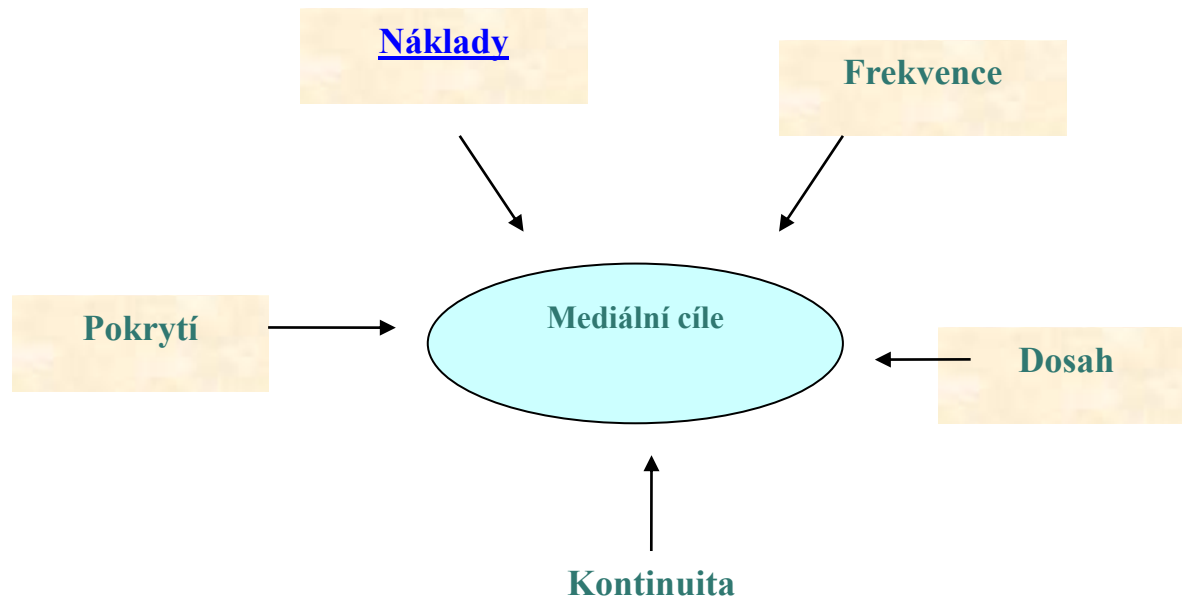 Náklady
Frekvence
Mediální cíle
Pokrytí
Dosah
Kontinuita